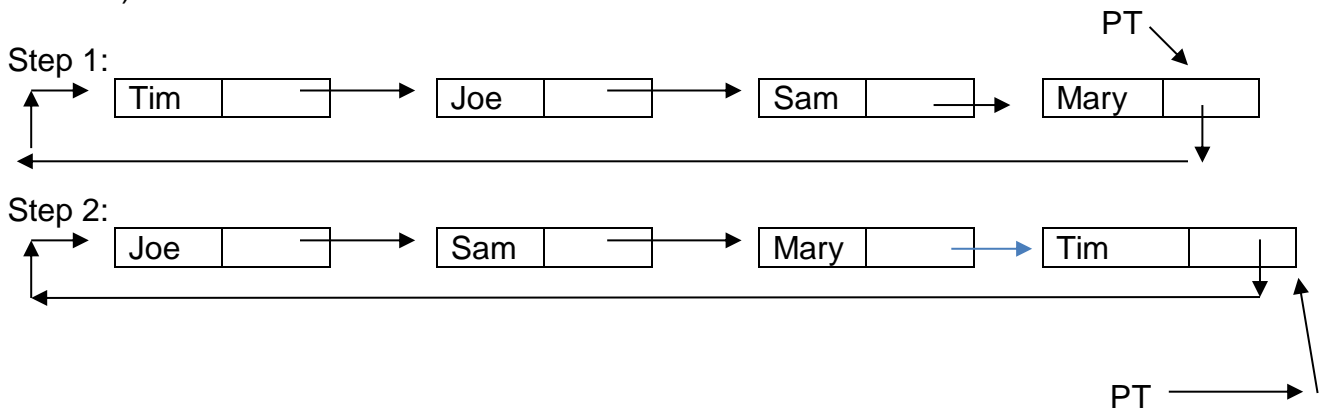 PT
Step 1:
Tim Joe Sam Mary
Step 2:
Joe Sam Mary Tim
PT